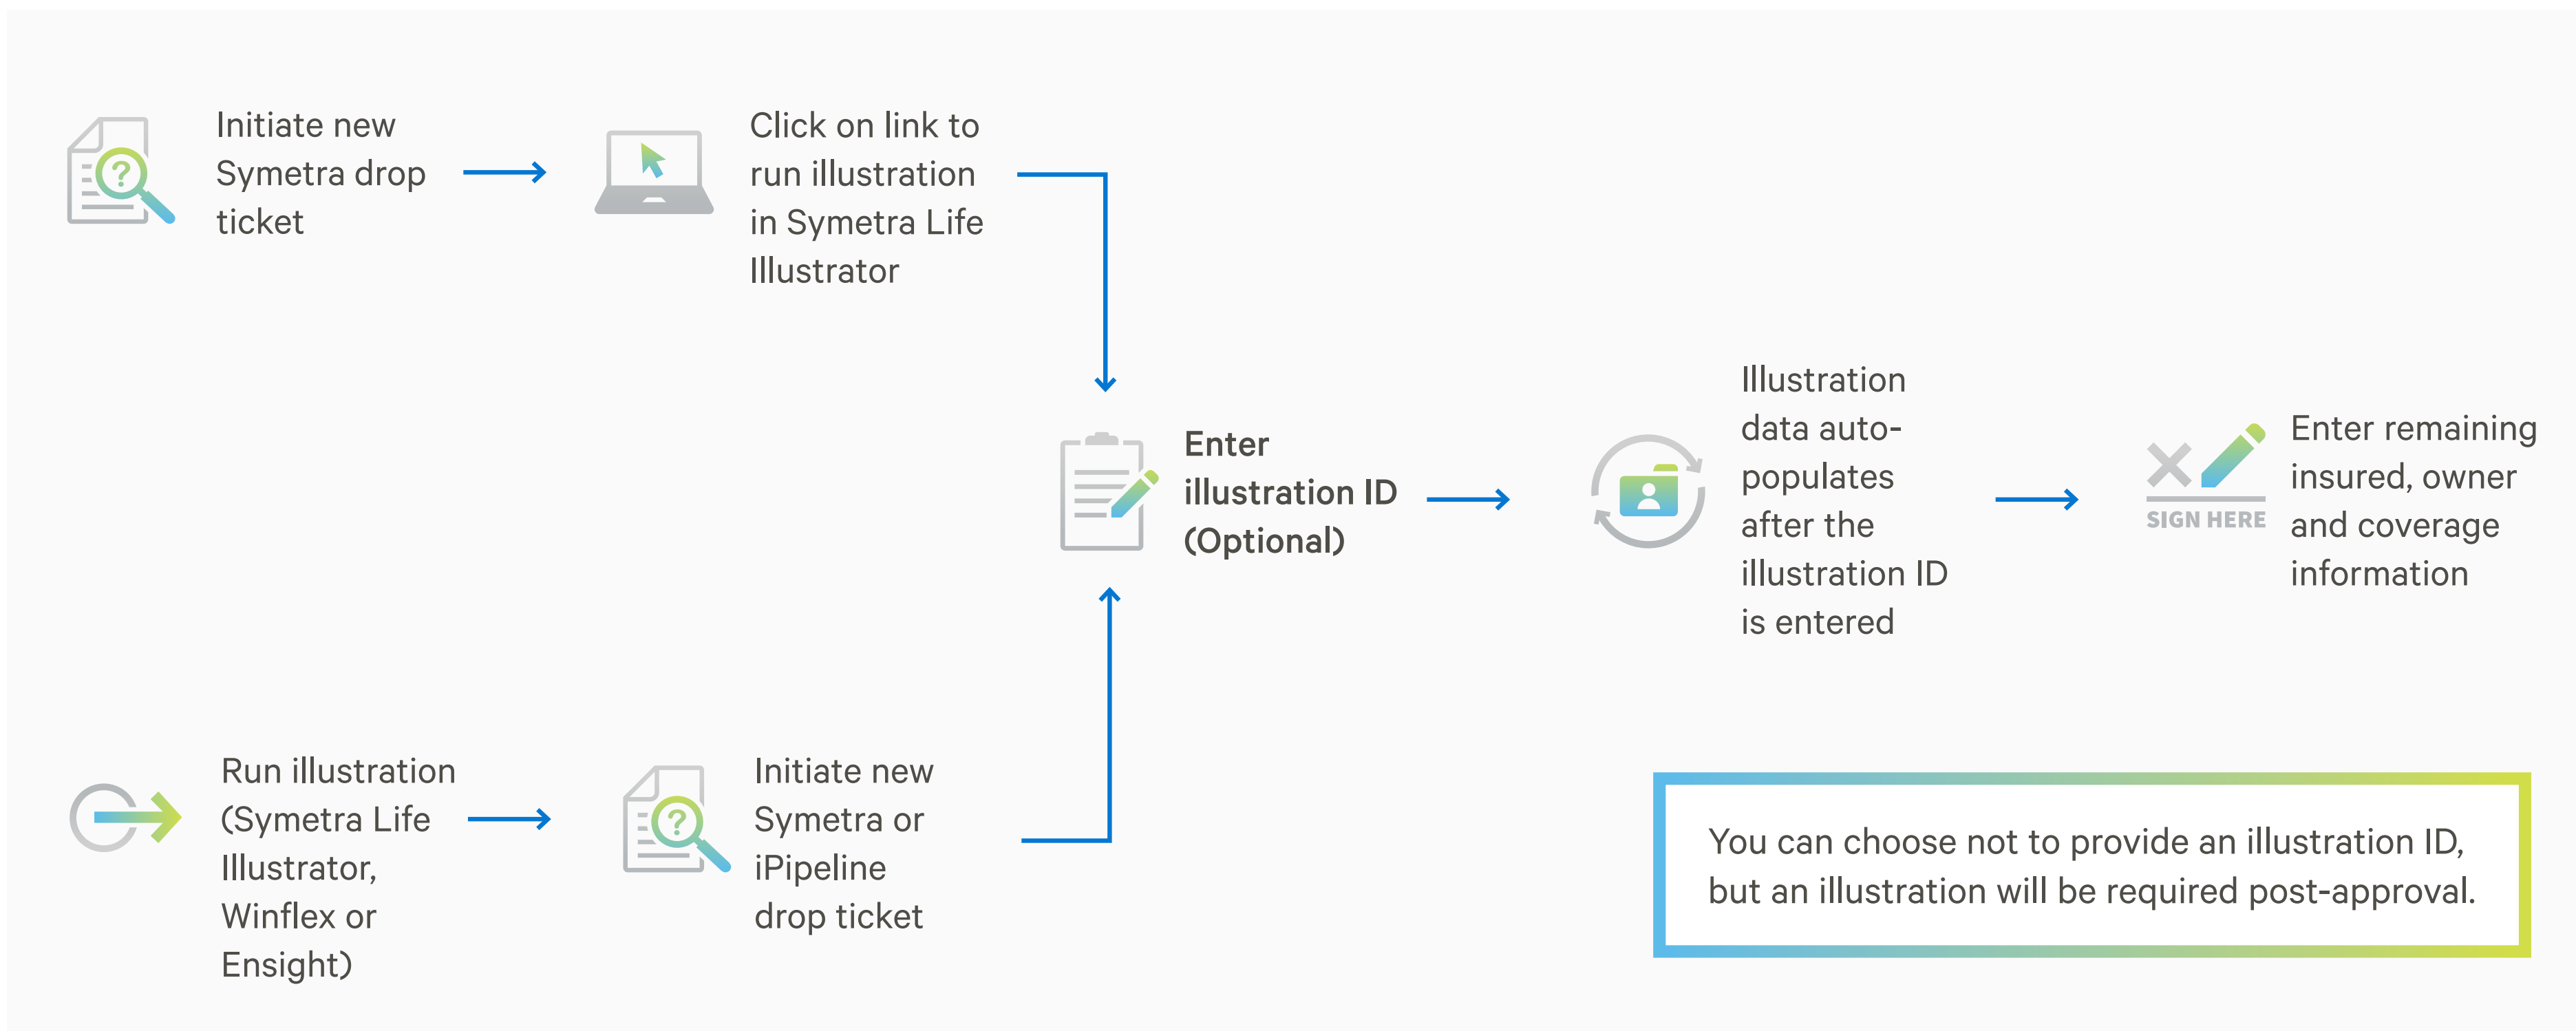 Initiate new
Symetra drop
ticket
Click on link to
run illustration
in Symetra Life
Illustrator
Run illustration
(Symetra Life
Illustrator,
Winflex or
Ensight)
Initiate new
Symetra or
iPipeline
drop ticket
Enter
illustration ID
(Optional)
Illustration
data auto-
populates
after the
illustration ID
is entered
SIGN HERE
Enter remaining
insured, owner
and coverage
information
You can choose not to provide an illustration ID,
but an illustration will be required post-approval.